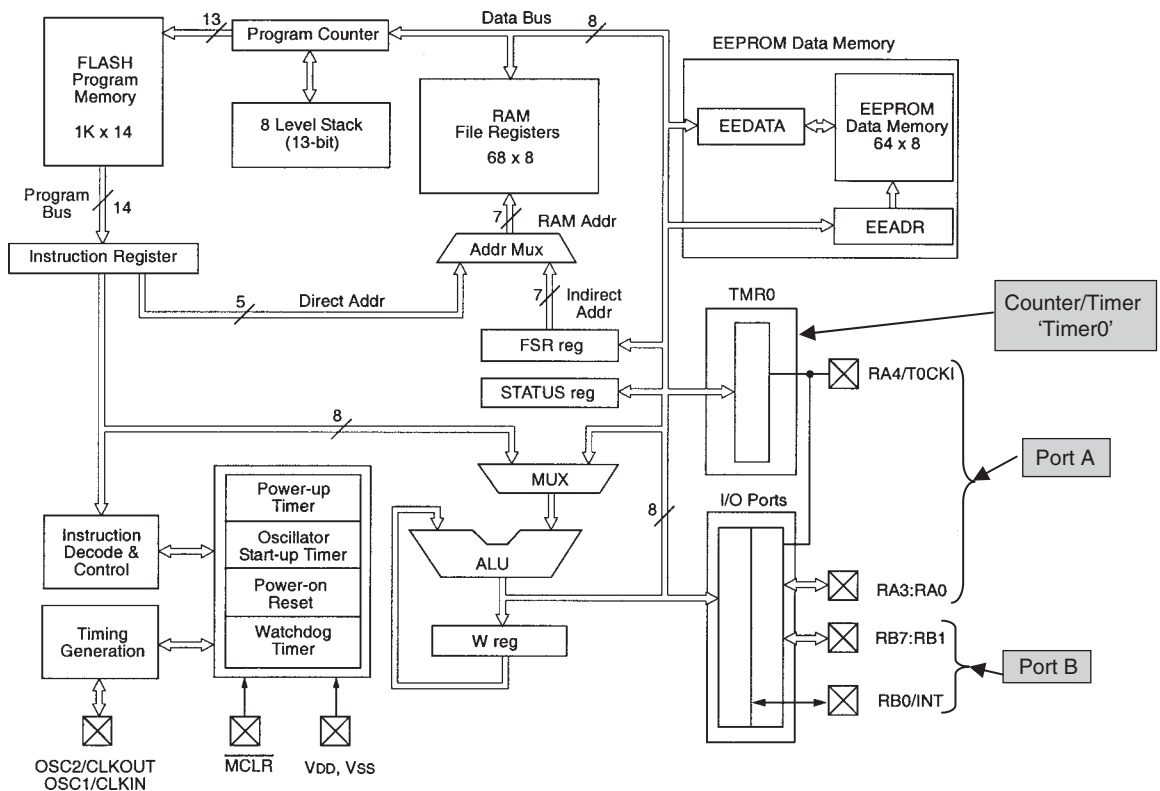 13
Program Counter
Data Bus
8
EEPROM Data Memory
FLASH
Program
Memory
1K x 14
8 Level Stack
(13-bit)
RAM
File Registers
68 x 8
EEDATA
EEPROM
Data Memory
64 x 8
EEADR
Program
Bus
14
7
RAM Addr
Addr Mux
Instruction Register
5
Direct Addr
7
Indirect
Addr
FSR reg
STATUS reg
TMR0
Counter/Timer
‘Timer0’
RA4/T0CKI
Port A
8
MUX
8
I/O Ports
Power-up
Timer
Oscillator
Start-up Timer
Power-on
Reset
Watchdog
Timer
Instruction
Decode &
Control
Timing
Generation
ALU
W reg
RA3:RA0
RB7:RB1
Port B
RB0/INT
OSC2/CLKOUT
OSC1/CLKIN
MCLR
VDD, VSS